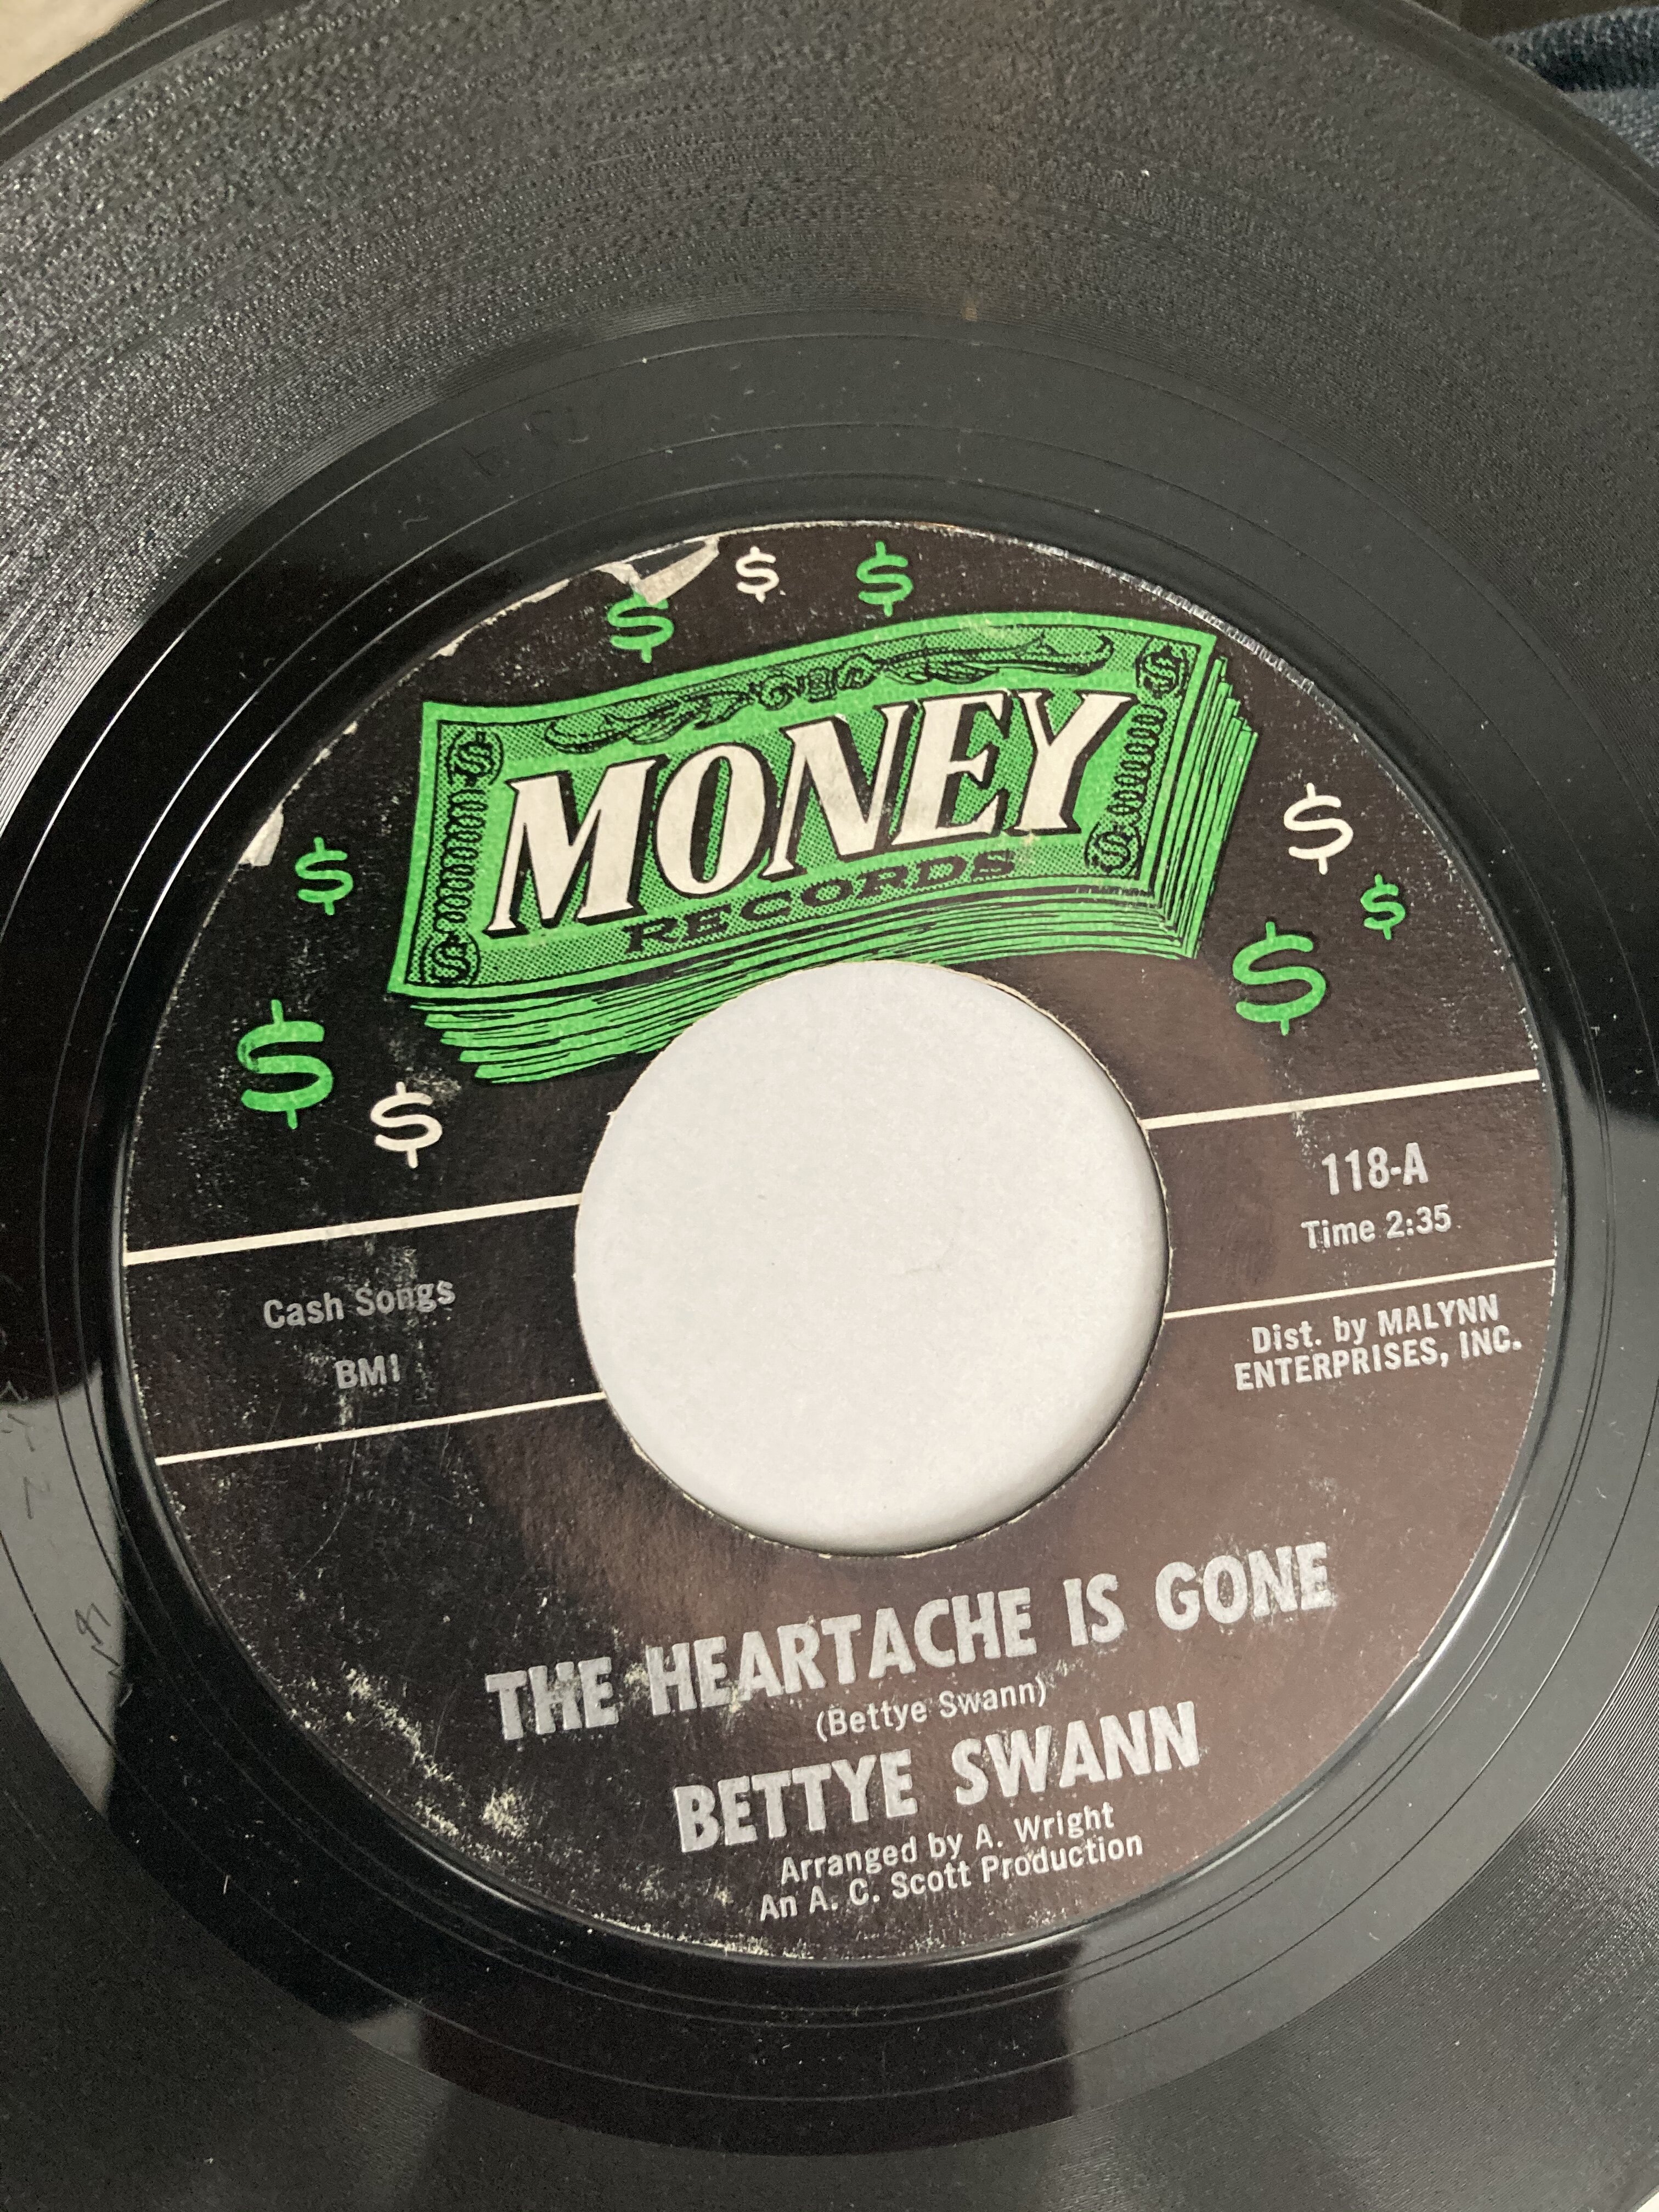 $ $ $
MONEY
RECORDS
$ $
$ $
$ $
118-A
Time 2:35
Cash Songs
BMI
Dist. by MALYNN
ENTERPRISES, INC.
THE HEARTACHE IS GONE
(Bettye Swann)
BETTYE SWANN
Arranged by A. Wright
An A. C. Scott Production